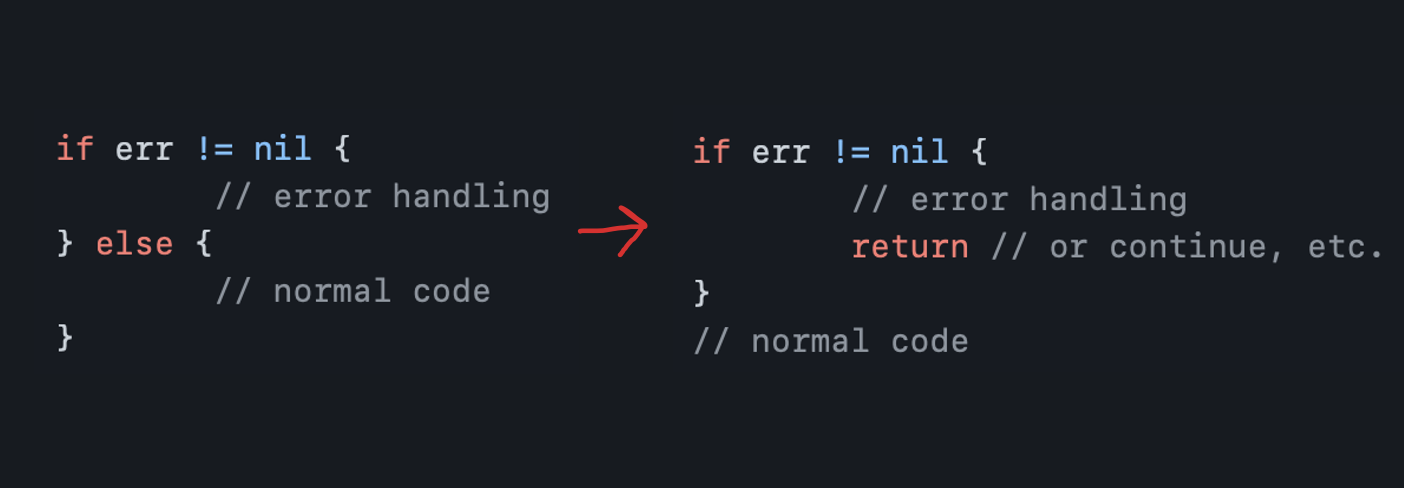 if err != nil {
        // error handling
} else {
        // normal code
}
if err != nil {
        // error handling
        return // or continue, etc.
}
// normal code